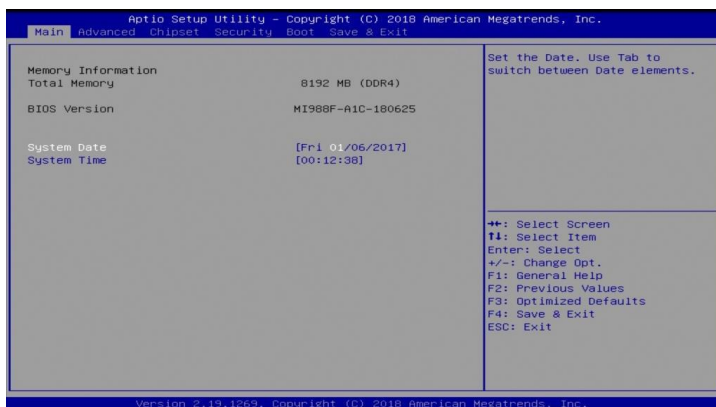 Aptio Setup Utility – Copyright (C) 2018 American Megatrends, Inc.
Main Advanced Chipset Security Boot Save & Exit
Memory Information
Total Memory 8192 MB (DDR4)
BIOS Version MI988F-A1C-180625
System Date [Fri 01/06/2017]
System Time [00:12:38]
Set the Date. Use Tab to
switch between Date elements.
→←: Select Screen
↑↓: Select Item
Enter: Select
+/-: Change Opt.
F1: General Help
F2: Previous Values
F3: Optimized Defaults
F4: Save & Exit
ESC: Exit
Version 2.19.1269. Copyright (C) 2018 American Megatrends, Inc.